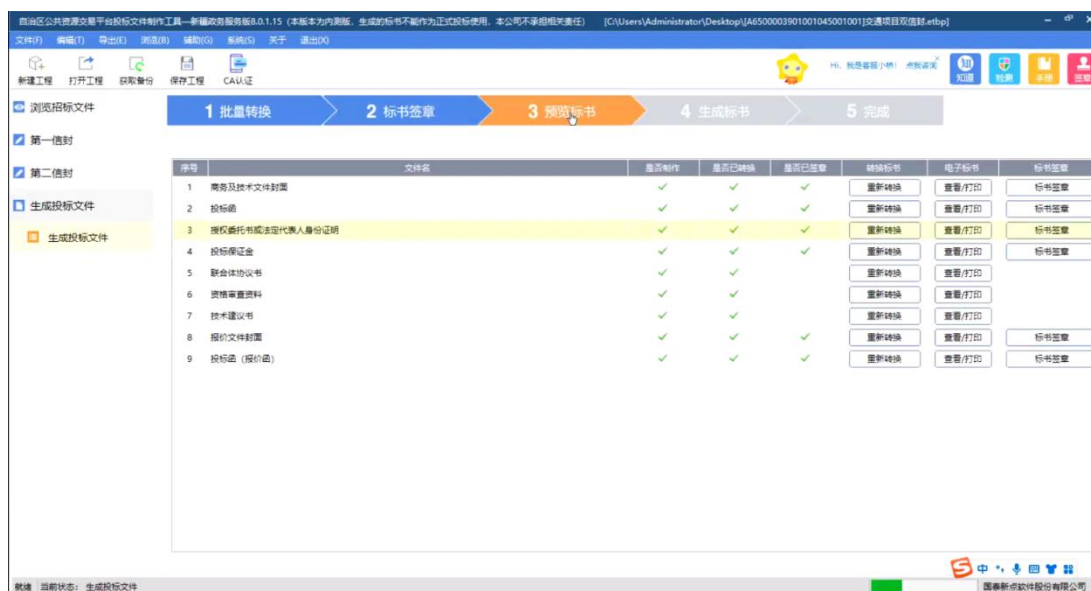 自治区公共资源交易平台投标文件制作工具—新疆政务服务版8.0.1.15（本版本为内测版，生成的标书不能作为正式投标使用，本公司不承担相关责任） [C:\Users\Administrator\Desktop\[A6500003901001045001001]交通项目双信封.etbp]
文件(F) 编辑(T) 导出(E) 浏览(B) 辅助(G) 系统(S) 关于 退出(X)
新建工程 打开工程 获取备份 保存工程 CA认证 Hi，我是客服小桥！ 点我咨询 知 知道 检测 手册 签章
浏览招标文件
第一信封
第二信封
生成投标文件
生成投标文件
1 批量转换 2 标书签章 3 预览标书 4 生成标书 5 完成
序号 文件名 是否制作 是否已转换 是否已签章 转换标书 电子标书 标书签章
1 商务及技术文件封面 重新转换 查看/打印 标书签章
2 投标函 重新转换 查看/打印 标书签章
3 授权委托书或法定代表人身份证明 重新转换 查看/打印 标书签章
4 投标保证金 重新转换 查看/打印 标书签章
5 联合体协议书 重新转换 查看/打印
6 资格审查资料 重新转换 查看/打印
7 技术建议书 重新转换 查看/打印
8 报价文件封面 重新转换 查看/打印 标书签章
9 投标函（报价函） 重新转换 查看/打印 标书签章
中
就绪 当前状态： 生成投标文件 国泰新点软件股份有限公司